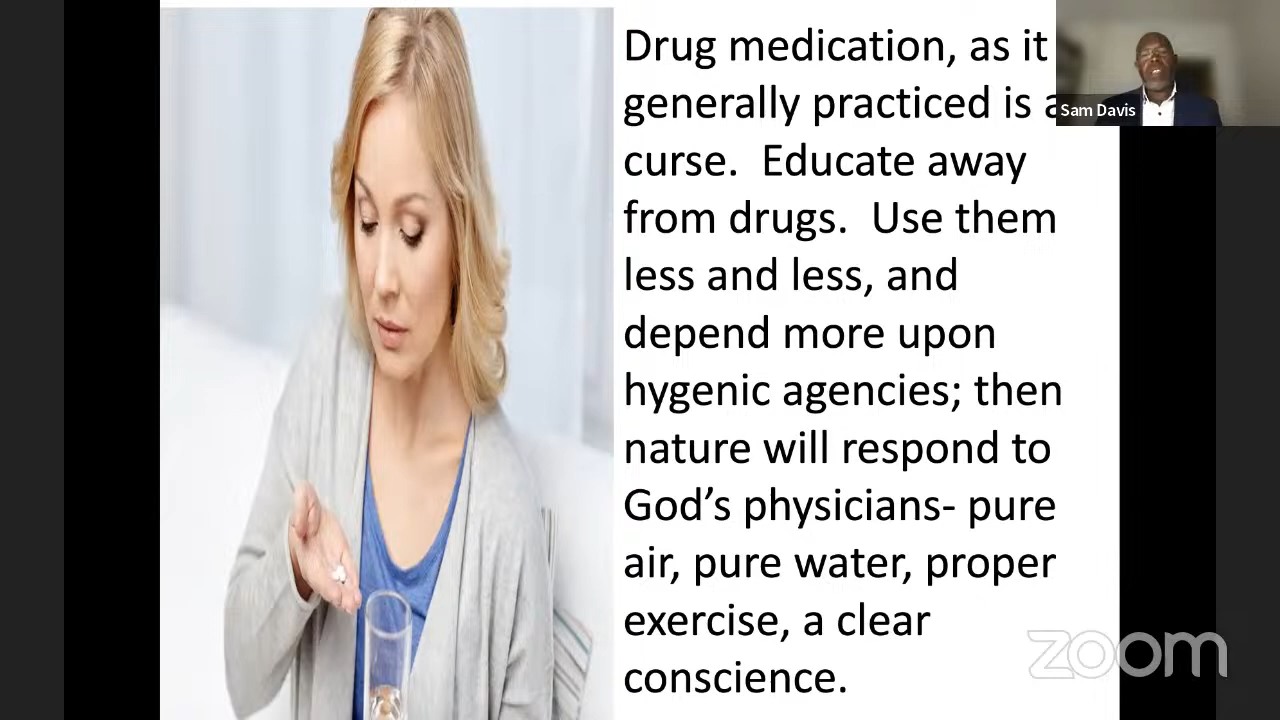 Drug medication, as it
generally practiced is a
curse.  Educate away
from drugs.  Use them
less and less, and
depend more upon
hygenic agencies; then
nature will respond to
God’s physicians- pure
air, pure water, proper
exercise, a clear
conscience.
Sam Davis
zoom